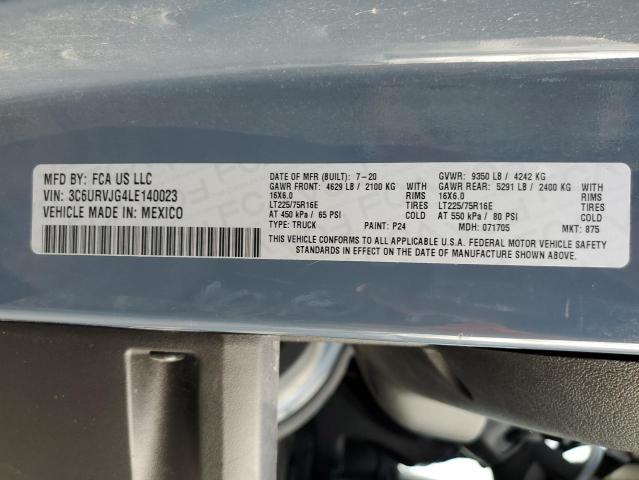 MFD BY: FCA US LLC
VIN: 3C6URVJG4LE140023
VEHICLE MADE IN: MEXICO
DATE OF MFR (BUILT): 7-20 GVWR: 9350 LB / 4242 KG
GAWR FRONT: 4629 LB / 2100 KG WITH GAWR REAR: 5291 LB / 2400 KG WITH
16X6.0 RIMS 16X6.0 RIMS
LT225/75R16E TIRES LT225/75R16E TIRES
AT 450 kPa / 65 PSI COLD AT 550 kPa / 80 PSI COLD
TYPE: TRUCK PAINT: P24 MDH: 071705 MKT: 875
THIS VEHICLE CONFORMS TO ALL APPLICABLE U.S.A. FEDERAL MOTOR VEHICLE SAFETY
STANDARDS IN EFFECT ON THE DATE OF MANUFACTURE SHOWN ABOVE.